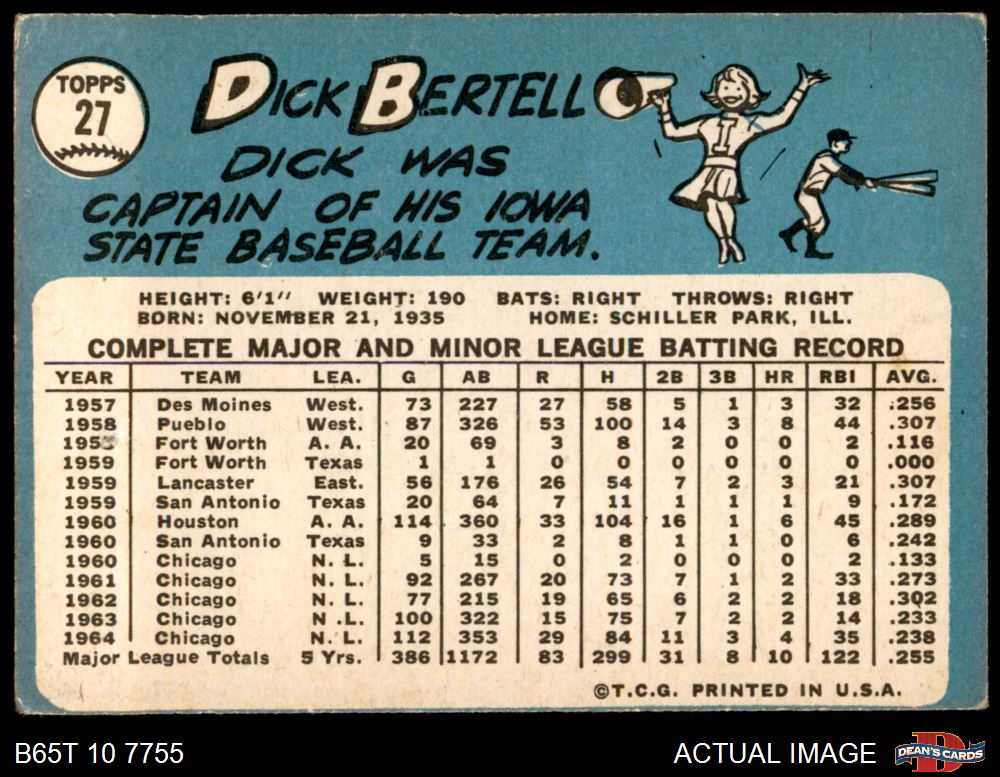 TOPPS
27
DICK BERTELL
DICK WAS
CAPTAIN OF HIS IOWA
STATE BASEBALL TEAM.
I
HEIGHT: 6'1" WEIGHT: 190 BATS: RIGHT THROWS: RIGHT
BORN: NOVEMBER 21, 1935 HOME: SCHILLER PARK, ILL.
COMPLETE MAJOR AND MINOR LEAGUE BATTING RECORD
YEAR TEAM LEA. G AB R H 2B 3B HR RBI AVG.
1957 Des Moines West. 73 227 27 58 5 1 3 32 .256
1958 Pueblo West. 87 326 53 100 14 3 8 44 .307
Fort Worth A. A. 20 69 3 8 2 0 0 2 .116
1959 Fort Worth Texas 1 1 0 0 0 0 0 0 .000
1959 Lancaster East. 56 176 26 54 7 2 3 21 .307
1959 San Antonio Texas 20 64 7 11 1 1 1 9 .172
1960 Houston A. A. 114 360 33 104 16 1 6 45 .289
1960 San Antonio Texas 9 33 2 8 1 1 0 6 .242
1960 Chicago N. L. 5 15 0 2 0 0 0 2 .133
1961 Chicago N. L. 92 267 20 73 7 1 2 33 .273
1962 Chicago N. L. 77 215 19 65 6 2 2 18 .302
1963 Chicago N .L. 100 322 15 75 7 2 2 14 .233
1964 Chicago N. L. 112 353 29 84 11 3 4 35 .238
Major League Totals 5 Yrs. 386 1172 83 299 31 8 10 122 .255
©T.C.G. PRINTED IN U.S.A.
B65T 10 7755 ACTUAL IMAGE D DEAN'S CARDS